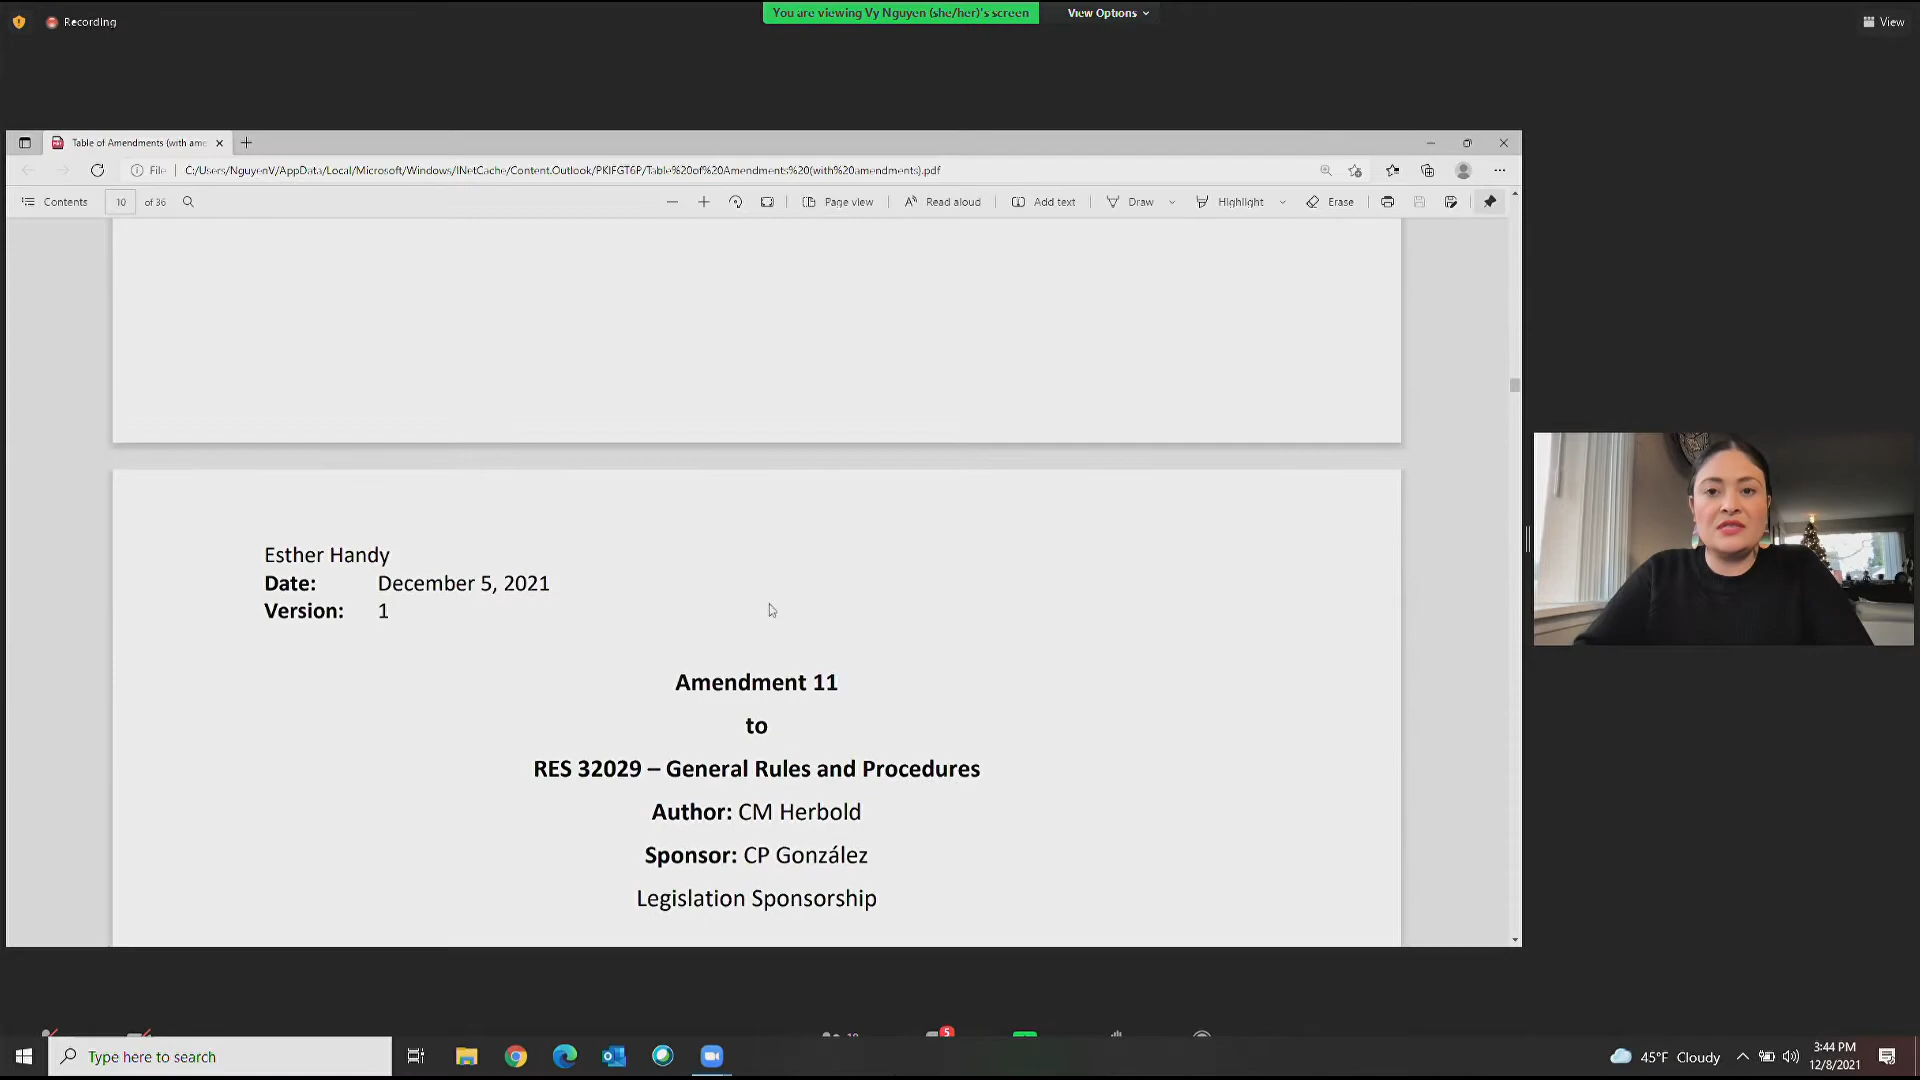 Recording
You are viewing Vy Nguyen (she/her)'s screen
View Options
View
Table of Amendments (with ame
File
C:/Users/NguyenV/AppData/Local/Microsoft/Windows/INetCache/Content.Outlook/PKIFGT6P/Table%20of%20Amendments%20(with%20amendments).pdf
Contents
10
of 36
Page view
Read aloud
Add text
Draw
Highlight
Erase
Esther Handy
Date: December 5, 2021
Version: 1
Amendment 11
to
RES 32029 – General Rules and Procedures
Author: CM Herbold
Sponsor: CP González
Legislation Sponsorship
5
Type here to search
45°F Cloudy
3:44 PM
12/8/2021